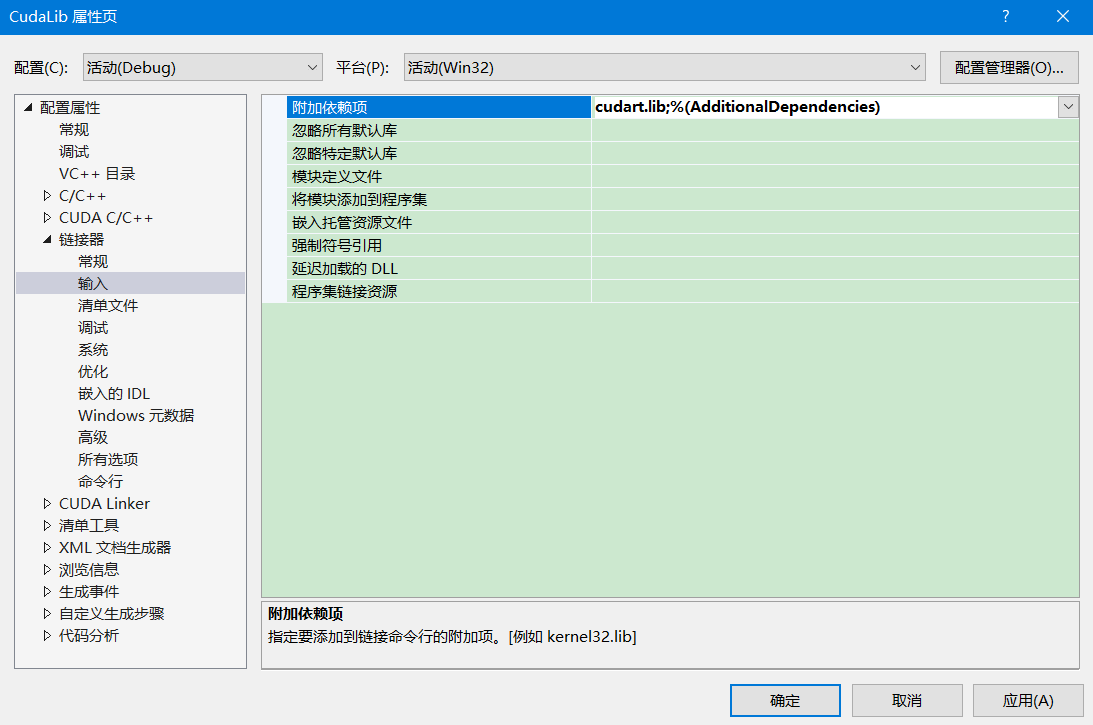 CudaLib 属性页
?
配置(C): 活动(Debug) 平台(P): 活动(Win32) 配置管理器(O)...
配置属性
常规
调试
VC++ 目录
C/C++
CUDA C/C++
链接器
常规
输入
清单文件
调试
系统
优化
嵌入的 IDL
Windows 元数据
高级
所有选项
命令行
CUDA Linker
清单工具
XML 文档生成器
浏览信息
生成事件
自定义生成步骤
代码分析
附加依赖项 cudart.lib;%(AdditionalDependencies)
忽略所有默认库
忽略特定默认库
模块定义文件
将模块添加到程序集
嵌入托管资源文件
强制符号引用
延迟加载的 DLL
程序集链接资源
附加依赖项
指定要添加到链接命令行的附加项。[例如 kernel32.lib]
确定 取消 应用(A)